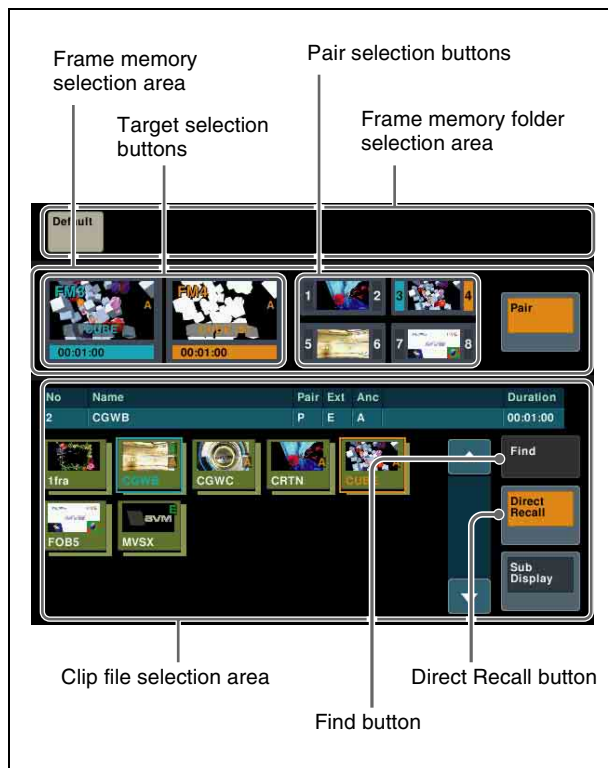 Frame memory
selection area
Pair selection buttons
Target selection
buttons
Frame memory folder
selection area
Default
FM3
A
CUBE
00:01:00
FM4
A
00:01:00
1 2 3 4
5 6 7 8
Pair
No Name Pair Ext Anc Duration
2 CGWB P E A 00:01:00
1fra CGWB CGWC CRTN CUBE
FOB5 MVSX
Find
Direct
Recall
Sub
Display
Clip file selection area
Direct Recall button
Find button